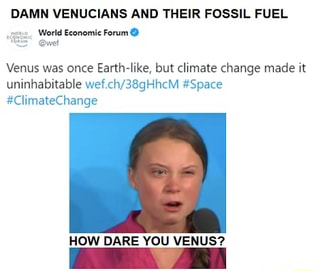 DAMN VENUCIANS AND THEIR FOSSIL FUEL
WORLD
ECONOMIC
FORUM
World Economic Forum
@wef
Venus was once Earth-like, but climate change made it
uninhabitable wef.ch/38gHhcM #Space
#ClimateChange
HOW DARE YOU VENUS?